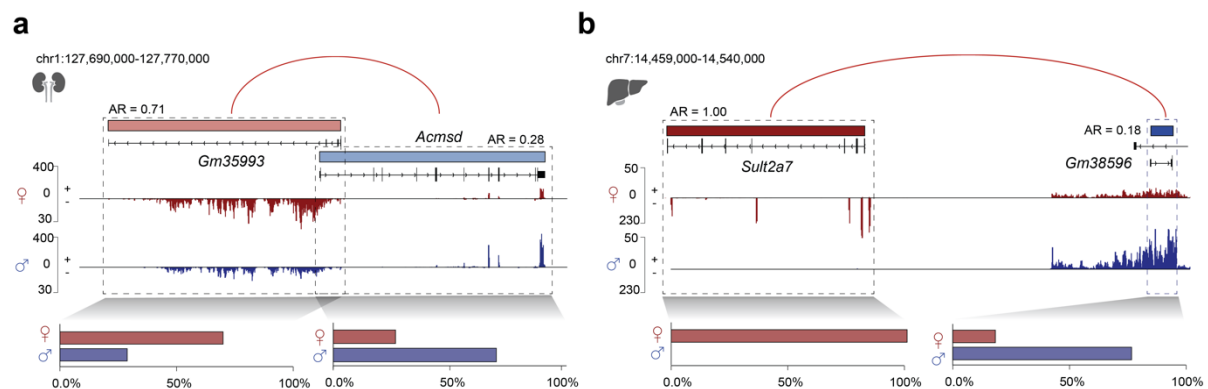 a
chr1:127,690,000-127,770,000
AR = 0.71
Acmsd
AR = 0.28
Gm35993
400
0
30
+
-
♀
400
0
30
+
-
♂
♀
♂
0.0% 50% 100%
♀
♂
0.0% 50% 100%
b
chr7:14,459,000-14,540,000
AR = 1.00
AR = 0.18
Sult2a7
Gm38596
50
0
230
+
-
♀
50
0
230
+
-
♂
♀
♂
0.0% 50% 100%
♀
♂
0.0% 50% 100%